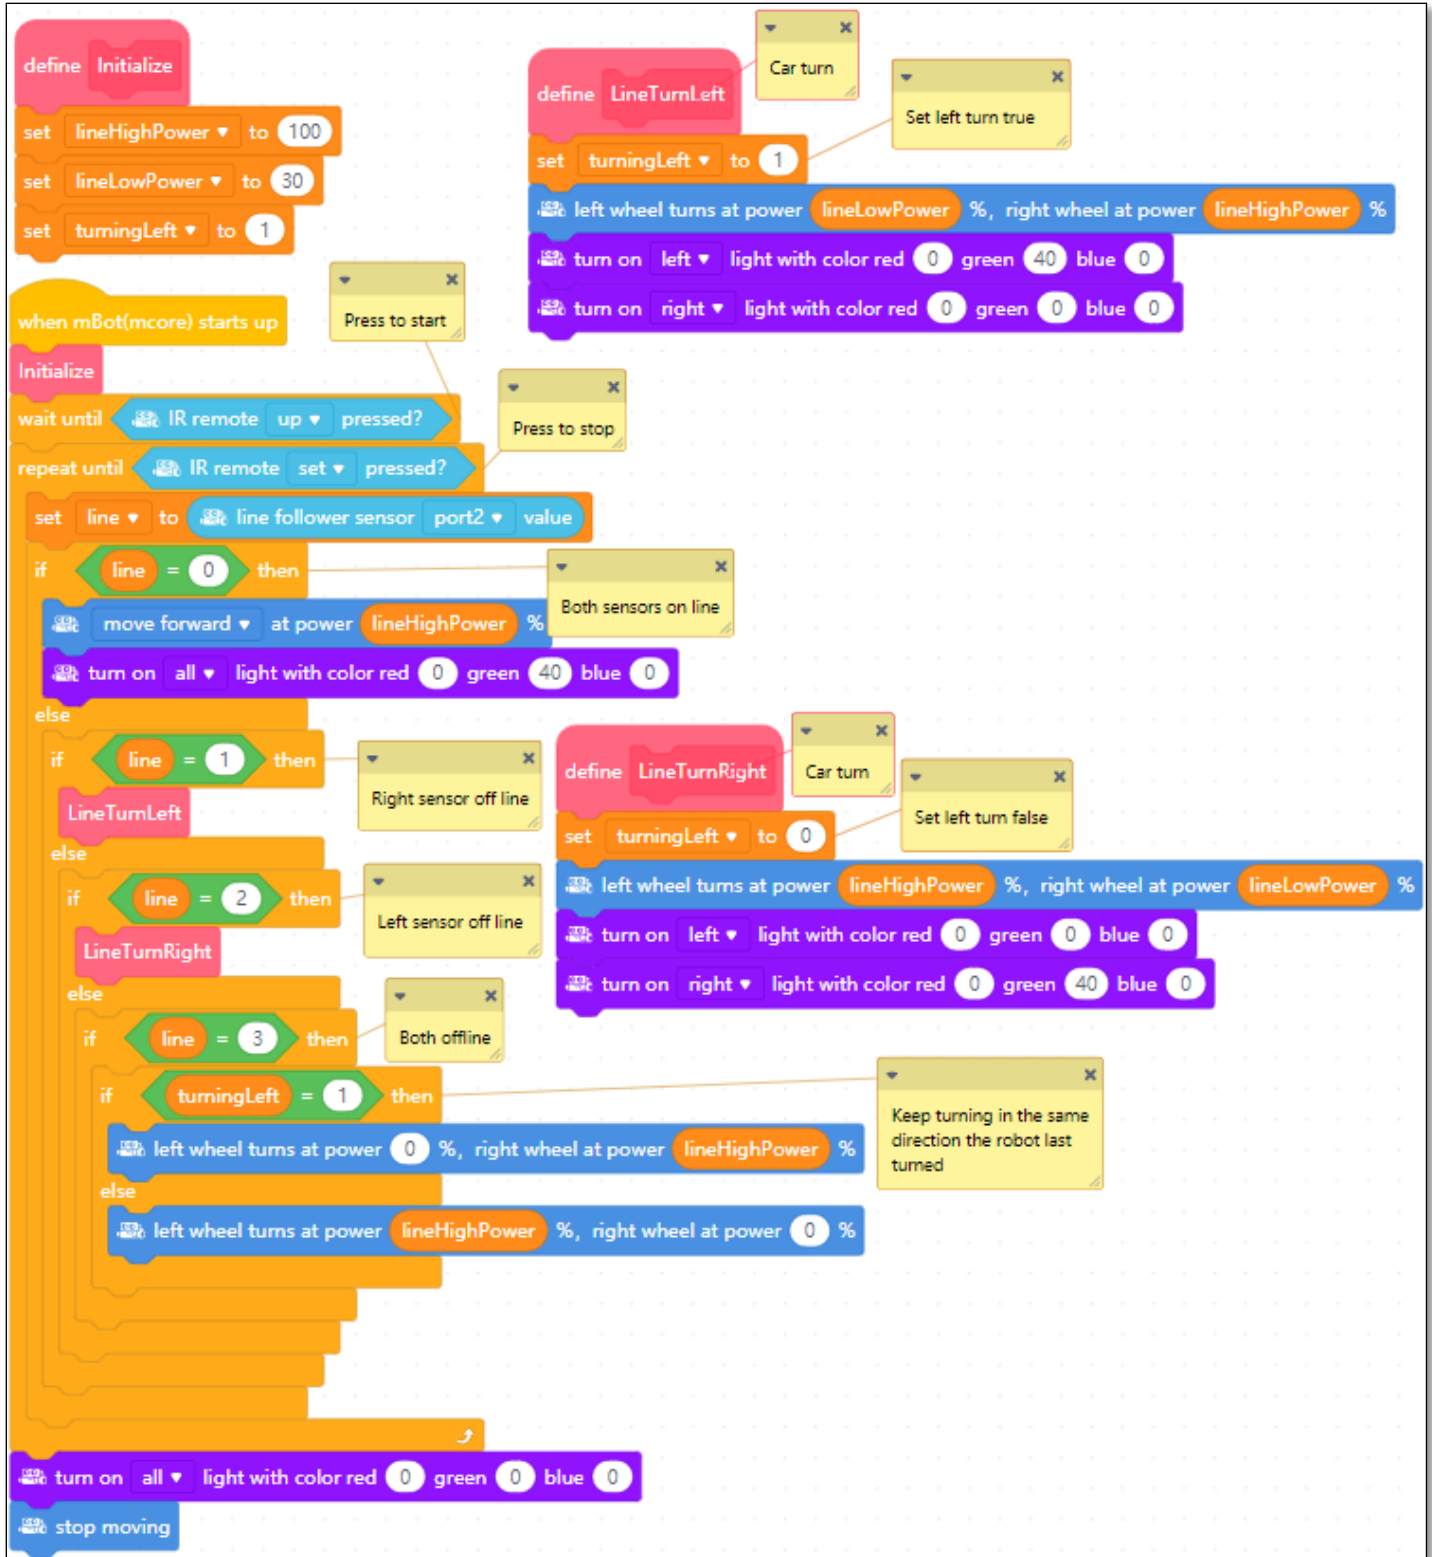 define Initialize
set lineHighPower to 100
set lineLowPower to 30
set turningLeft to 1
when mBot(mcore) starts up
Initialize
wait until IR remote up pressed?
Press to start
repeat until IR remote set pressed?
Press to stop
set line to line follower sensor port2 value
if line = 0 then
Both sensors on line
move forward at power lineHighPower %
turn on all light with color red 0 green 40 blue 0
else
if line = 1 then
Right sensor off line
LineTurnLeft
else
if line = 2 then
Left sensor off line
LineTurnRight
else
if line = 3 then
Both offline
if turningLeft = 1 then
Keep turning in the same
direction the robot last
turned
left wheel turns at power 0 %, right wheel at power lineHighPower %
else
left wheel turns at power lineHighPower %, right wheel at power 0 %
turn on all light with color red 0 green 0 blue 0
stop moving
define LineTurnLeft
Car turn
set turningLeft to 1
Set left turn true
left wheel turns at power lineLowPower %, right wheel at power lineHighPower %
turn on left light with color red 0 green 40 blue 0
turn on right light with color red 0 green 0 blue 0
define LineTurnRight
Car turn
set turningLeft to 0
Set left turn false
left wheel turns at power lineHighPower %, right wheel at power lineLowPower %
turn on left light with color red 0 green 0 blue 0
turn on right light with color red 0 green 40 blue 0